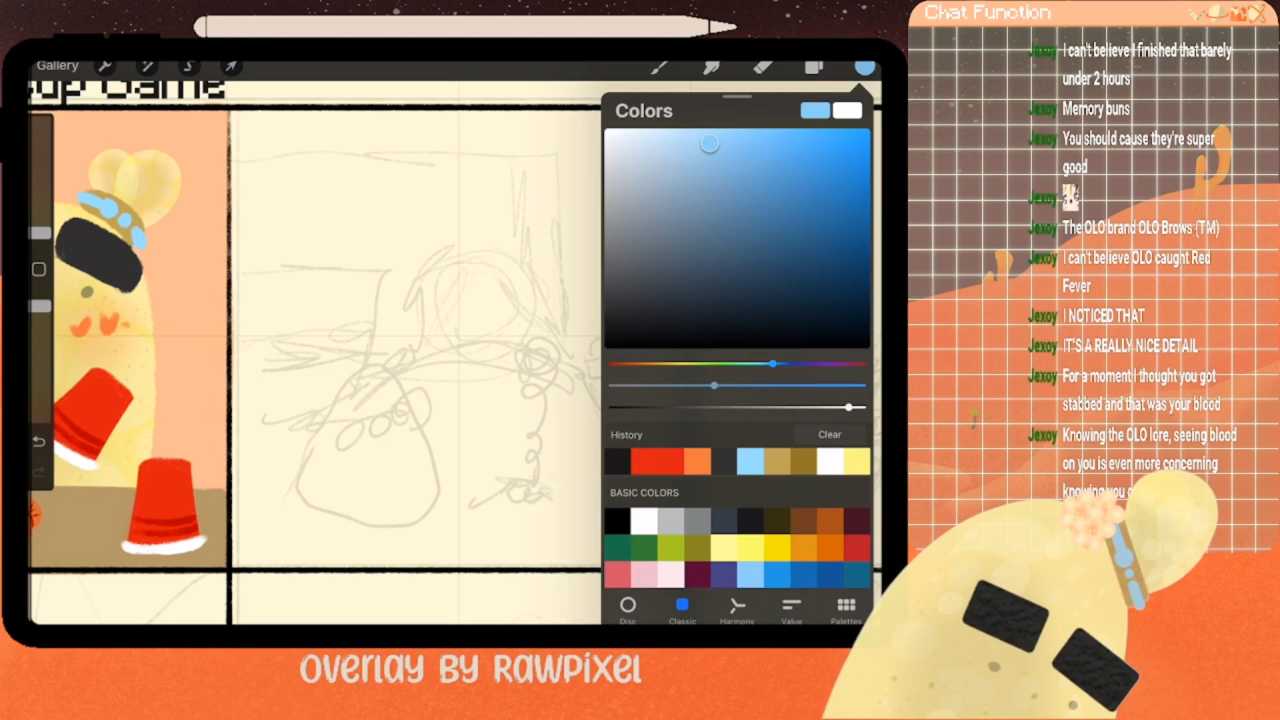 Chat Function
Gallery
cup Game
Colors
History
Clear
BASIC COLORS
Disc
Classic
Harmony
Value
Palettes
Jexoy I can't believe I finished that barely
under 2 hours
Jexoy Memory buns
Jexoy You should cause they're super
good
Jexoy
Jexoy The OLO brand OLO Brows (TM)
Jexoy I can't believe OLO caught Red
Fever
Jexoy I NOTICED THAT
Jexoy IT'S A REALLY NICE DETAIL
Jexoy For a moment I thought you got
stabbed and that was your blood
Jexoy Knowing the OLO lore, seeing blood
on you is even more concerning
knowing you
Overlay by Rawpixel